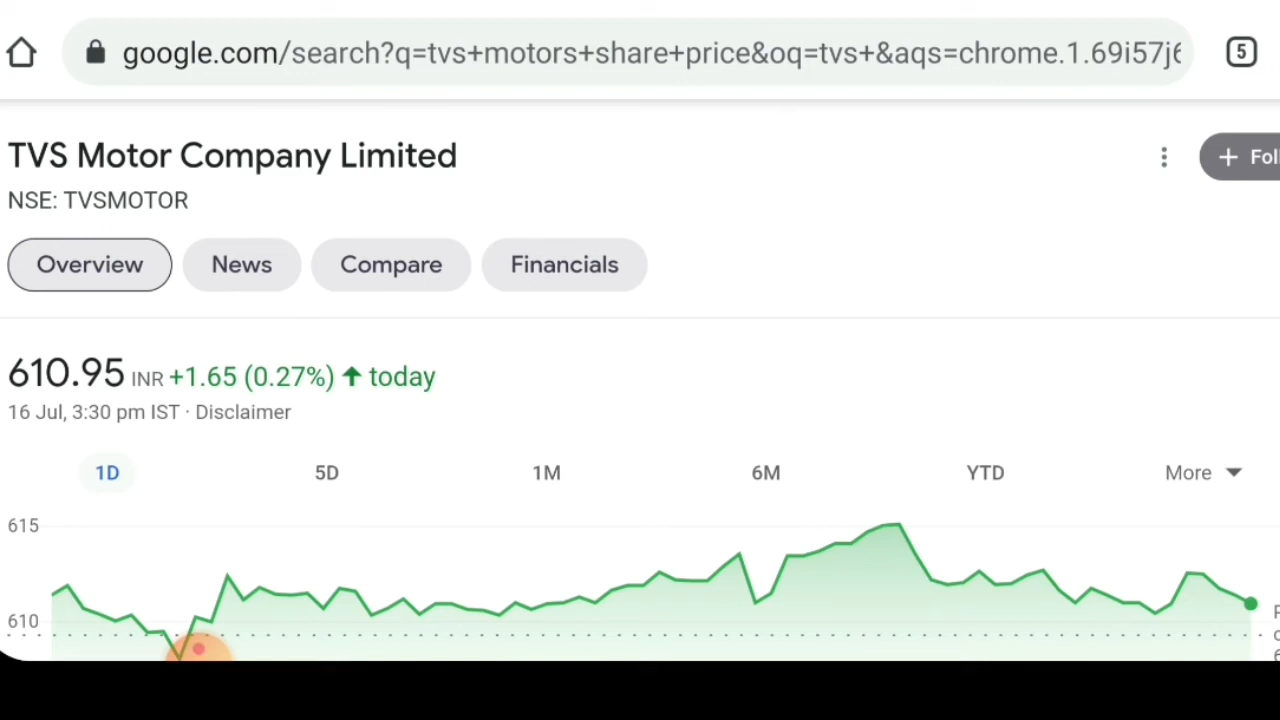 google.com/search?q=tvs+motors+share+price&oq=tvs+&aqs=chrome.1.69i57j6
5
TVS Motor Company Limited
+ Foll
NSE: TVSMOTOR
Overview News Compare Financials
610.95 INR +1.65 (0.27%) ↑ today
16 Jul, 3:30 pm IST · Disclaimer
1D 5D 1M 6M YTD More
615
610